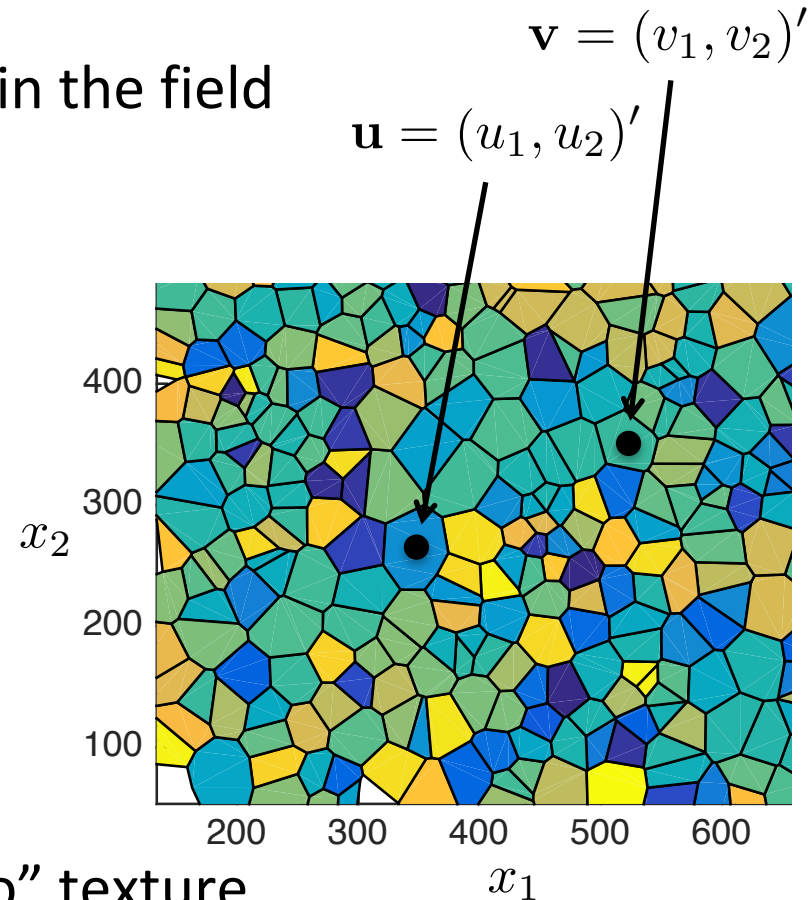 v = (v₁, v₂)′
in the field
u = (u₁, u₂)′
400
300
x₂
200
100
200 300 400 500 600
x₁
o” texture